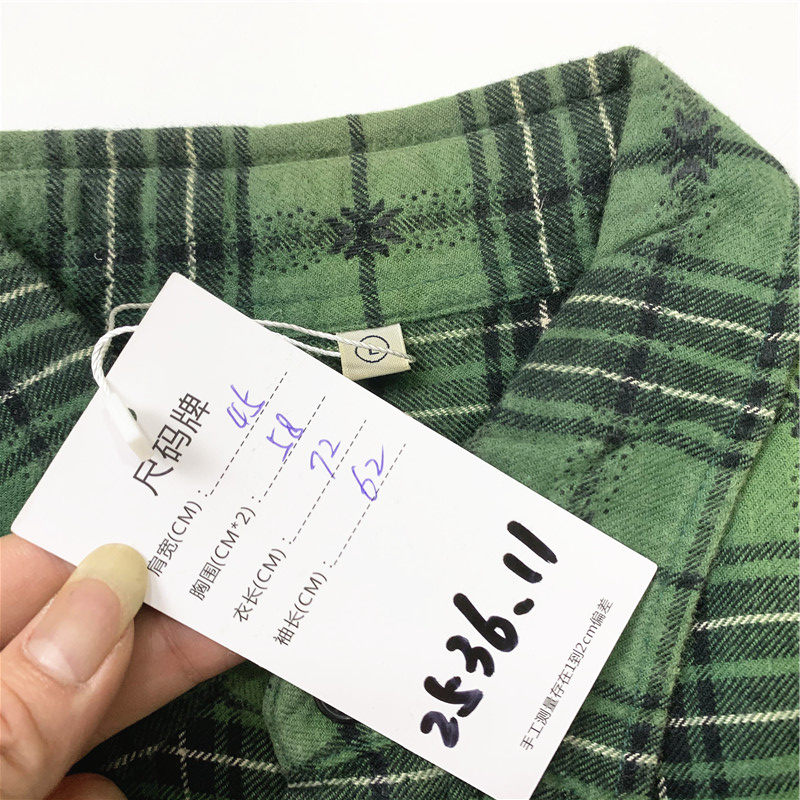 尺码牌
肩宽(CM): 45
胸围(CM*2): 58
衣长(CM): 72
袖长(CM): 62
2536.11
手工测量存在1到2cm偏差